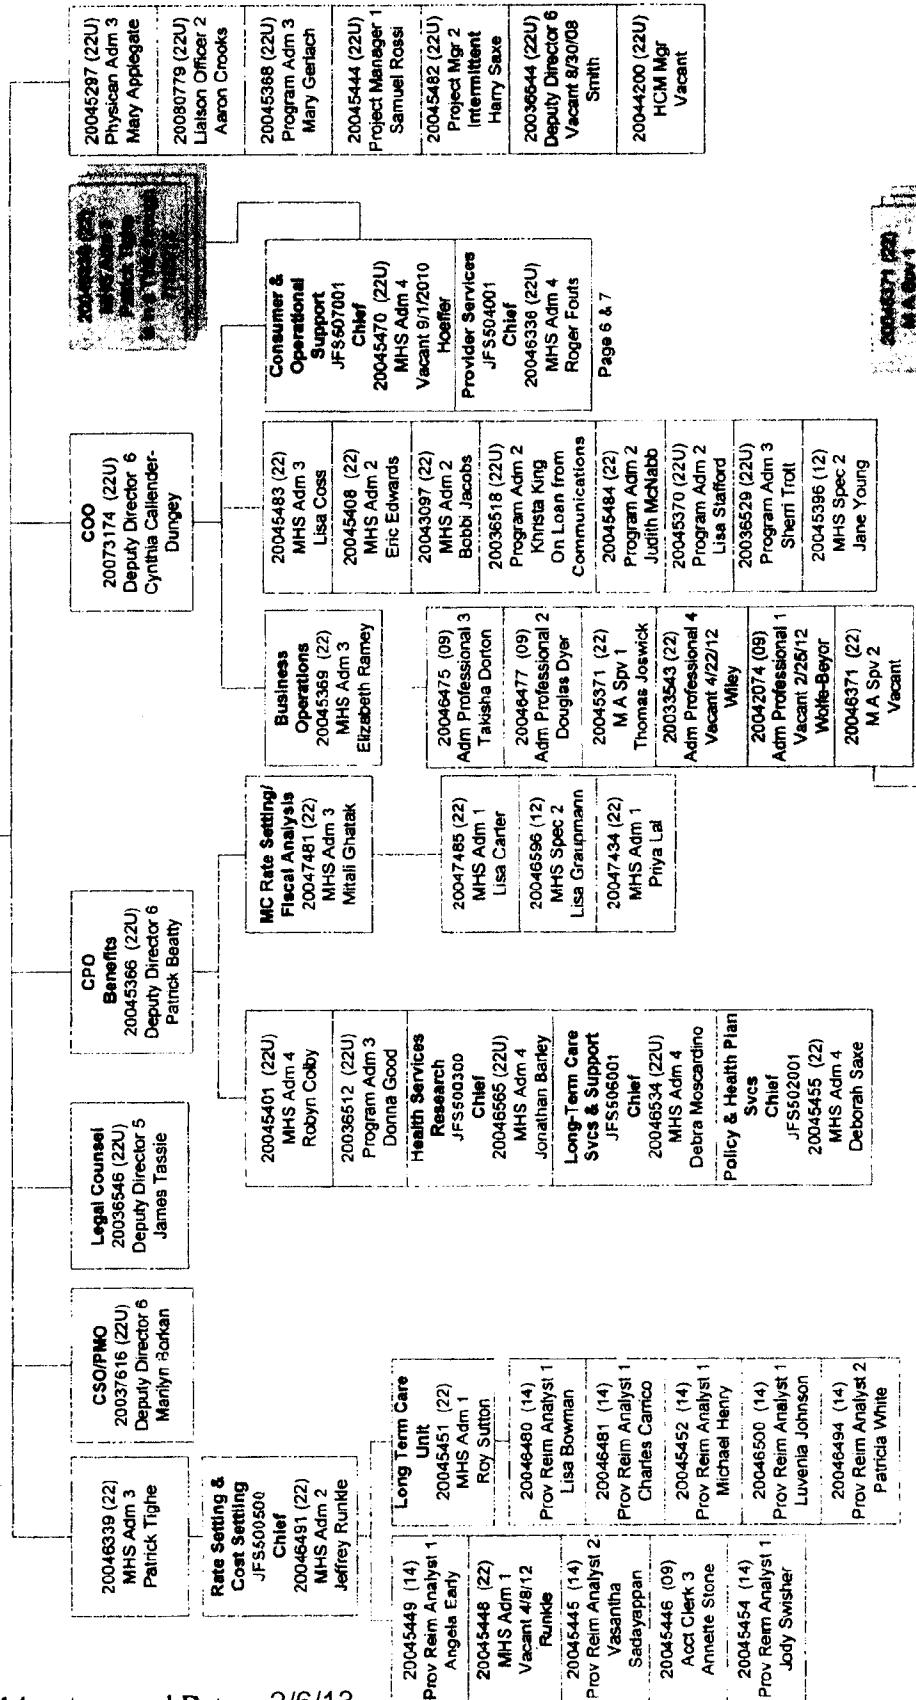 20046339 (22)
MHS Adm 3
Patrick Tighe
CSO/PMO
20037616 (22U)
Deputy Director 6
Marilyn Borkan
Legal Counsel
20036546 (22U)
Deputy Director 5
James Tassie
CPO
Benefits
20045366 (22U)
Deputy Director 6
Patrick Beatty
COO
20073174 (22U)
Deputy Director 6
Cynthia Callender-
Dungey
20045297 (22U)
Physican Adm 3
Mary Applegate
20080779 (22U)
Liaison Officer 2
Aaron Crooks
20045368 (22U)
Program Adm 3
Mary Gerlach
20045444 (22U)
Project Manager 1
Samuel Rossi
20045482 (22U)
Project Mgr 2
Intermittent
Harry Saxe
20036644 (22U)
Deputy Director 6
Vacant 8/30/08
Smith
20044200 (22U)
HCM Mgr
Vacant
Rate Setting &
Cost Settling
JFS500500
Chief
20046491 (22)
MHS Adm 2
Jeffrey Runkle
20045449 (14)
Prov Reim Analyst 1
Angela Early
20045448 (22)
MHS Adm 1
Vacant 4/8/12
Runkle
20045445 (14)
Prov Reim Analyst 2
Vasantha
Sadayappan
20045446 (09)
Acct Clerk 3
Annette Stone
20045454 (14)
Prov Reim Analyst 1
Jody Swisher
Long Term Care
Unit
20045451 (22)
MHS Adm 1
Roy Sutton
20046480 (14)
Prov Reim Analyst 1
Lisa Bowman
20046481 (14)
Prov Reim Analyst 1
Charles Carrico
20045452 (14)
Prov Reim Analyst 1
Michael Henry
20046500 (14)
Prov Reim Analyst 1
Luvenia Johnson
20046494 (14)
Prov Reim Analyst 2
Patricia White
20045401 (22U)
MHS Adm 4
Robyn Colby
20036512 (22U)
Program Adm 3
Donna Good
Health Services
Research
JFS500300
Chief
20046565 (22U)
MHS Adm 4
Jonathan Barley
Long-Term Care
Svcs & Support
JFS506001
Chief
20046534 (22U)
MHS Adm 4
Debra Moscardino
Policy & Health Plan
Svcs
Chief
JFS502001
20045455 (22)
MHS Adm 4
Deborah Saxe
MC Rate Setting/
Fiscal Analysis
20047481 (22)
MHS Adm 3
Mitali Ghatak
20047485 (22)
MHS Adm 1
Lisa Carter
20046596 (12)
MHS Spec 2
Lisa Graupmann
20047434 (22)
MHS Adm 1
Priya Lal
Business
Operations
20045369 (22)
MHS Adm 3
Elizabeth Ramey
20046475 (09)
Adm Professional 3
Takisha Dorton
20046477 (09)
Adm Professional 2
Douglas Dyer
20045371 (22)
M A Spv 1
Thomas Joswick
20033543 (22)
Adm Professional 4
Vacant 4/22/12
Wiley
20042074 (09)
Adm Professional 1
Vacant 2/25/12
Wolfe-Beyor
20046371 (22)
M A Spv 2
Vacant
20045483 (22)
MHS Adm 3
Lisa Coss
20045408 (22)
MHS Adm 2
Eric Edwards
20043097 (22)
MHS Adm 2
Bobbi Jacobs
20036518 (22U)
Program Adm 2
Khrista King
On Loan from
Communications
20045484 (22)
Program Adm 2
Judith McNabb
20045370 (22U)
Program Adm 2
Lisa Stafford
20036529 (22U)
Program Adm 3
Sherri Trott
20045396 (12)
MHS Spec 2
Jane Young
Consumer &
Operational
Support
JFS507001
Chief
20045470 (22U)
MHS Adm 4
Vacant 9/1/2010
Hoeffer
Provider Services
JFS504001
Chief
20046336 (22U)
MHS Adm 4
Roger Fouts
Page 6 & 7
Patrick Tighe
20046371 (22)
M A Spv 1
2/6/13